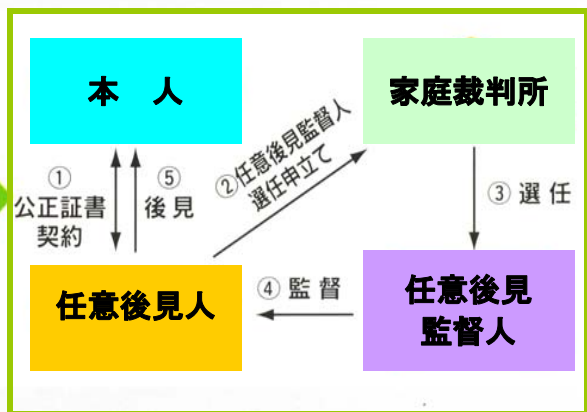 本　人
家庭裁判所
①
公正証書
契約
⑤
後見
②任意後見監督人
選任申立て
③選任
任意後見人
④監督
任意後見
監督人